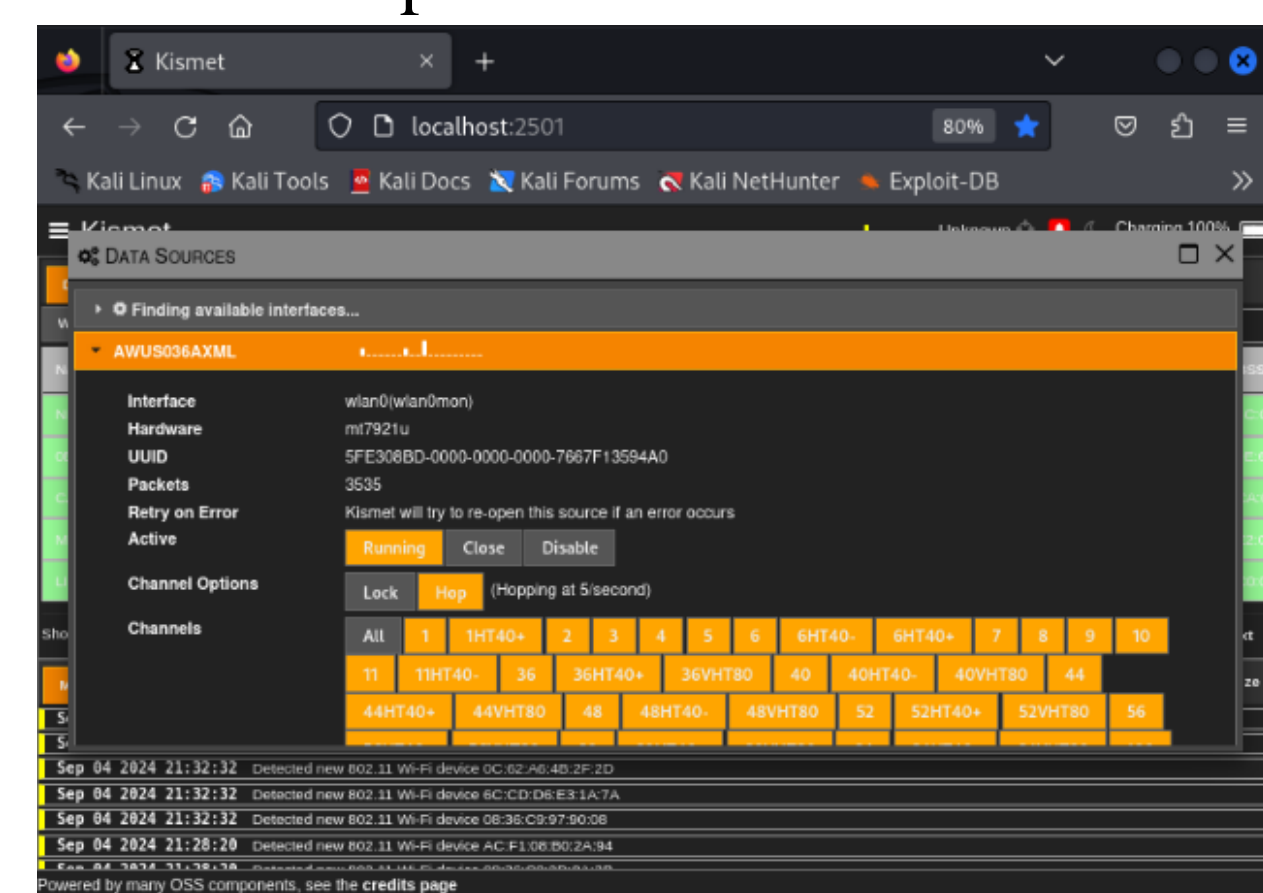 Kismet
localhost:2501 80%
Kali Linux Kali Tools Kali Docs Kali Forums Kali NetHunter Exploit-DB
Kismet Unknown Charging 100%
DATA SOURCES
Finding available interfaces...
AWUS036AXML
Interface wlan0(wlan0mon)
Hardware mt7921u
UUID 5FE308BD-0000-0000-0000-7667F13594A0
Packets 3535
Retry on Error Kismet will try to re-open this source if an error occurs
Active Running Close Disable
Channel Options Lock Hop (Hopping at 5/second)
Channels All 1 1HT40+ 2 3 4 5 6 6HT40- 6HT40+ 7 8 9 10
11 11HT40- 36 36HT40+ 36VHT80 40 40HT40- 40VHT80 44
44HT40+ 44VHT80 48 48HT40- 48VHT80 52 52HT40+ 52VHT80 56
Sep 04 2024 21:32:32 Detected new 802.11 Wi-Fi device 0C:62:A6:4B:2F:2D
Sep 04 2024 21:32:32 Detected new 802.11 Wi-Fi device 6C:CD:D6:E3:1A:7A
Sep 04 2024 21:32:32 Detected new 802.11 Wi-Fi device 08:36:C9:97:90:08
Sep 04 2024 21:28:20 Detected new 802.11 Wi-Fi device AC:F1:08:B0:2A:94
Powered by many OSS components, see the credits page